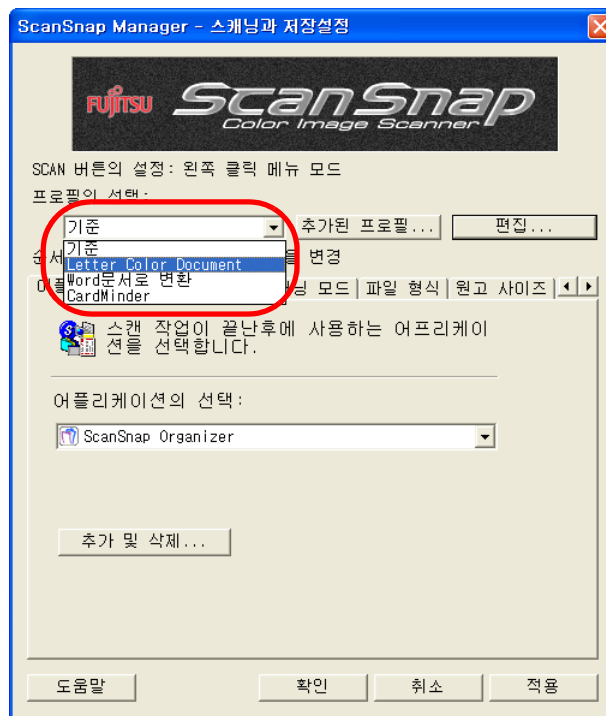 ScanSnap Manager - 스캐닝과 저장설정
FUJITSU ScanSnap
Color Image Scanner
SCAN 버튼의 설정: 왼쪽 클릭 메뉴 모드
프로필의 선택:
기준 추가된 프로필... 편집...
기준
Letter Color Document
Word문서로 변환
CardMinder
변경
모드 파일 형식 원고 사이즈
스캔 작업이 끝난후에 사용하는 어프리케이
션을 선택합니다.
어플리케이션의 선택:
ScanSnap Organizer
추가 및 삭제...
도움말 확인 취소 적용